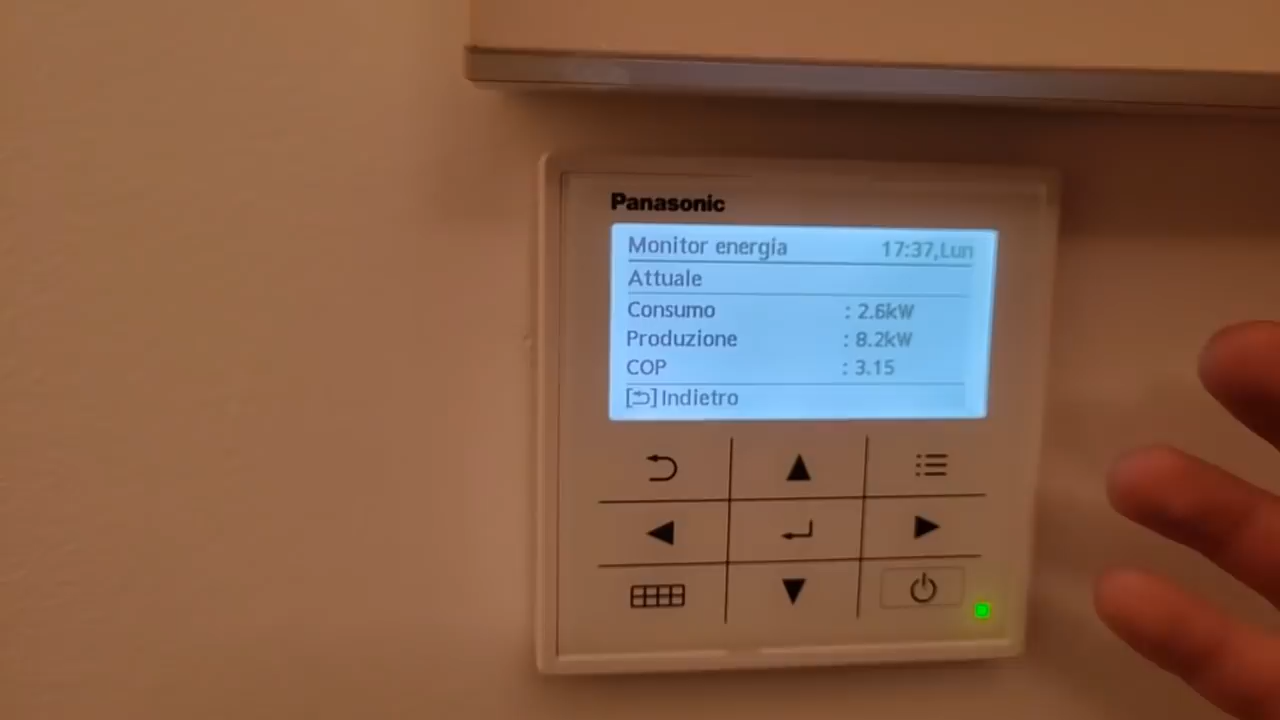 Panasonic
Monitor energia 17:37,Lun
Attuale
Consumo : 2.6kW
Produzione : 8.2kW
COP : 3.15
[⮌]Indietro